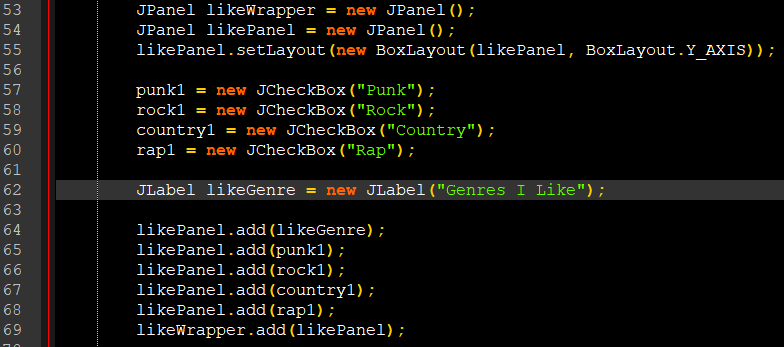 53 JPanel likeWrapper = new JPanel();
54 JPanel likePanel = new JPanel();
55 likePanel.setLayout(new BoxLayout(likePanel, BoxLayout.Y_AXIS));
56
57 punk1 = new JCheckBox("Punk");
58 rock1 = new JCheckBox("Rock");
59 country1 = new JCheckBox("Country");
60 rap1 = new JCheckBox("Rap");
61
62 JLabel likeGenre = new JLabel("Genres I Like");
63
64 likePanel.add(likeGenre);
65 likePanel.add(punk1);
66 likePanel.add(rock1);
67 likePanel.add(country1);
68 likePanel.add(rap1);
69 likeWrapper.add(likePanel);